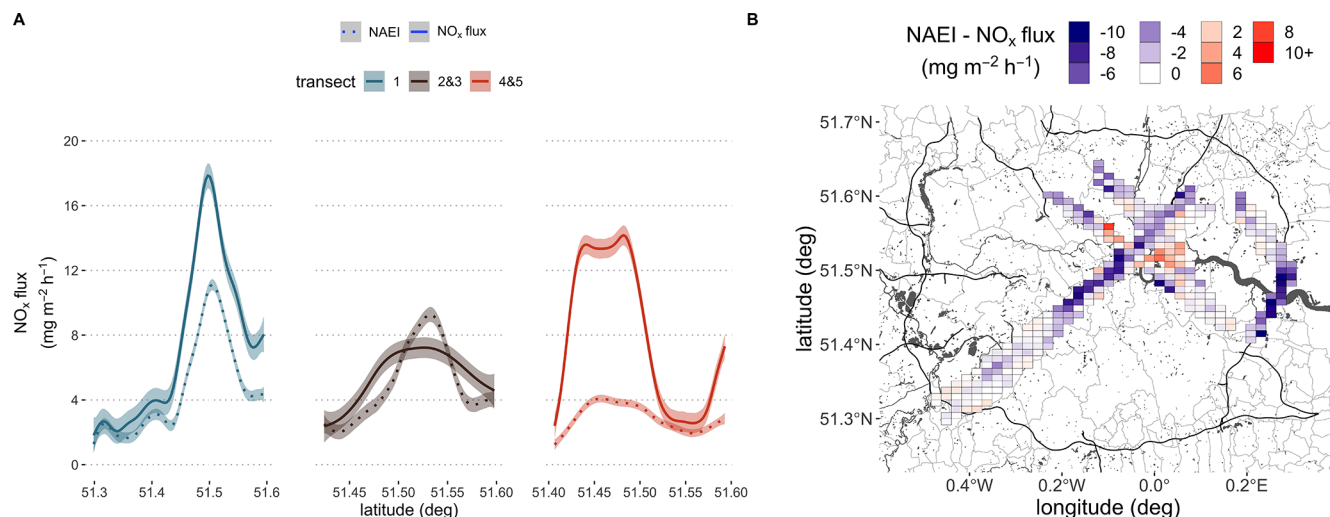 A
NAEI
NOₓ flux
transect
1
2&3
4&5
NOₓ flux
(mg m⁻² h⁻¹)
20
16
12
8
4
0
51.3
51.4
51.5
51.6
51.45
51.50
51.55
51.60
51.40
51.45
51.50
51.55
51.60
latitude (deg)
B
NAEI - NOₓ flux
(mg m⁻² h⁻¹)
-10
-8
-6
-4
-2
0
2
4
6
8
10+
51.7°N
51.6°N
51.5°N
51.4°N
51.3°N
latitude (deg)
0.4°W
0.2°W
0.0°
0.2°E
longitude (deg)